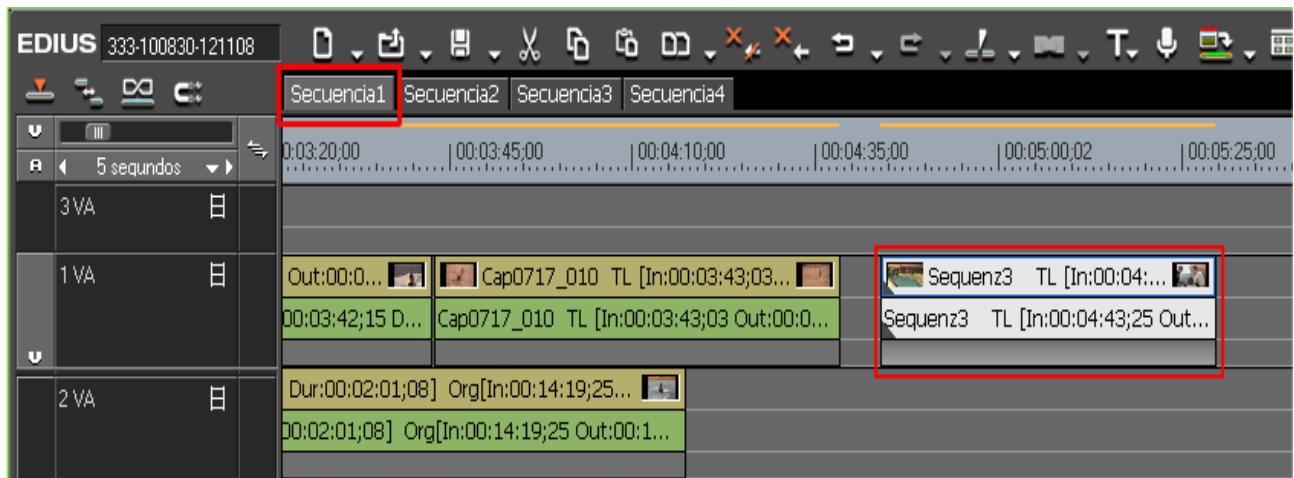 EDIUS 333-100830-121108
Secuencia1 Secuencia2 Secuencia3 Secuencia4
0:03:20;00 00:03:45;00 00:04:10;00 00:04:35;00 00:05:00;02 00:05:25;00
5 segundos
3 VA
1 VA
Out:00:0... Cap0717_010 TL [In:00:03:43;03... Sequenz3 TL [In:00:04:...
00:03:42;15 D... Cap0717_010 TL [In:00:03:43;03 Out:00:0... Sequenz3 TL [In:00:04:43;25 Out...
2 VA
Dur:00:02:01;08] Org[In:00:14:19;25...
00:02:01;08] Org[In:00:14:19;25 Out:00:1...